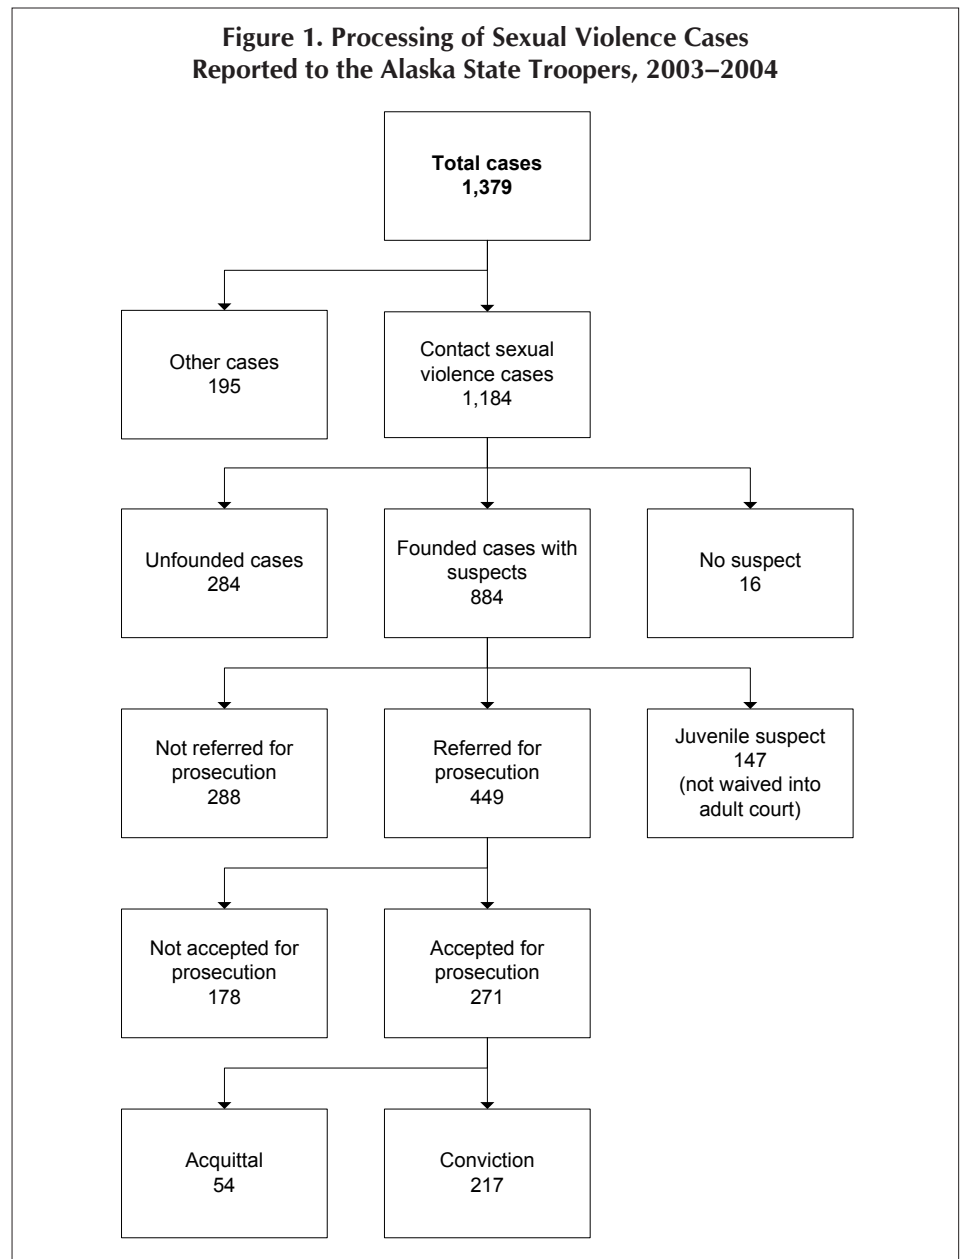 Figure 1. Processing of Sexual Violence Cases
Reported to the Alaska State Troopers, 2003–2004
Total cases
1,379
Other cases
195
Contact sexual
violence cases
1,184
Unfounded cases
284
Founded cases with
suspects
884
No suspect
16
Not referred for
prosecution
288
Referred for
prosecution
449
Juvenile suspect
147
(not waived into
adult court)
Not accepted for
prosecution
178
Accepted for
prosecution
271
Acquittal
54
Conviction
217